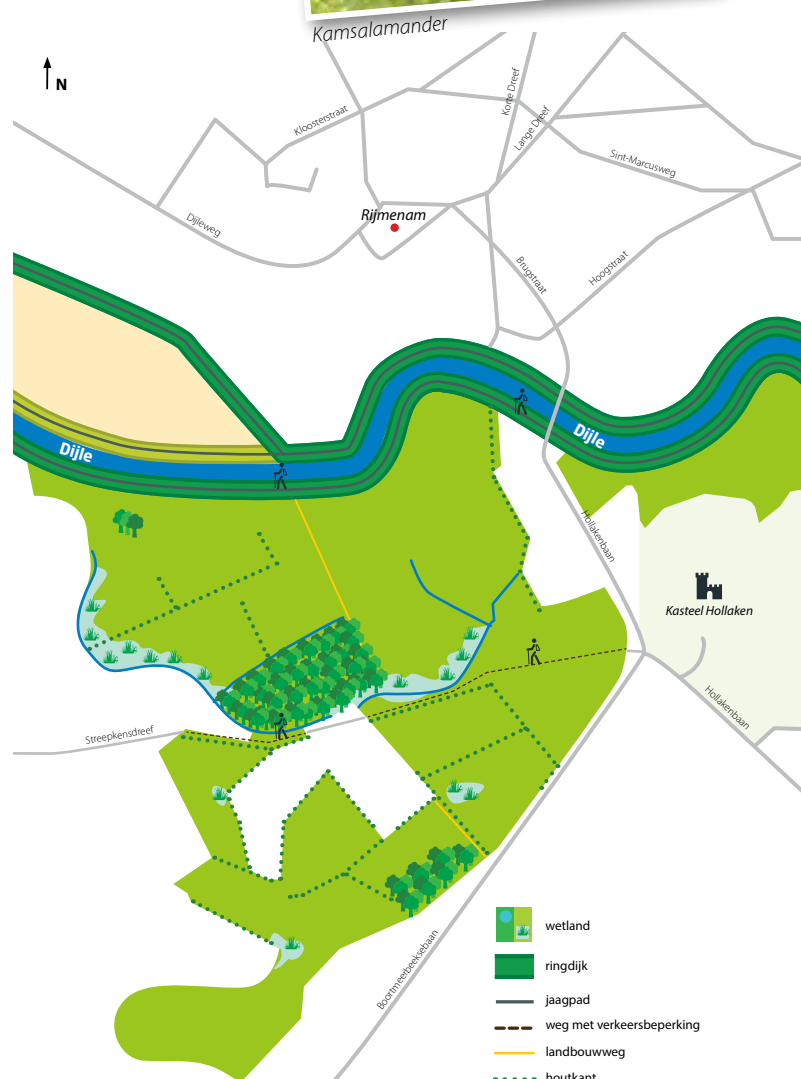 Kamsalamander
N
Kloosterstraat
Korte Dreef
Lange Dreef
Sint-Marcusweg
Dijleweg
Rijmenam
Brugstraat
Hoogstraat
Dijle
Dijle
Hollakenbaan
Kasteel Hollaken
Hollakenbaan
Streepkensdreef
Boortmeerbeeksebaan
wetland
ringdijk
jaagpad
weg met verkeersbeperking
landbouwweg
houtkant